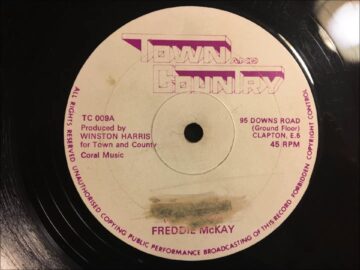 TOWN AND
COUNTRY
TC 009A
Produced by
WINSTON HARRIS
for Town and County
Coral Music
95 DOWNS ROAD
(Ground Floor)
CLAPTON, E.5
45 RPM
FREDDIE McKAY
ALL RIGHTS RESERVED UNAUTHORISED COPYING PUBLIC PERFORMANCE BROADCASTING OF THIS RECORD FORBIDDEN COPYRIGHT CONTROL